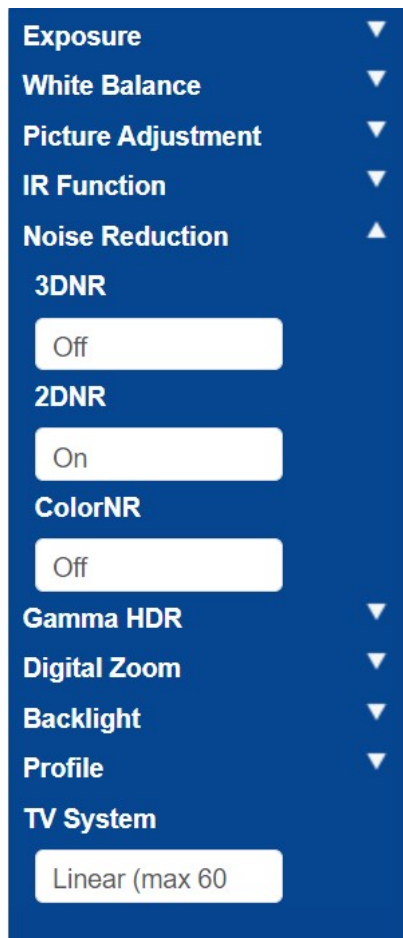 Exposure
White Balance
Picture Adjustment
IR Function
Noise Reduction
3DNR
Off
2DNR
On
ColorNR
Off
Gamma HDR
Digital Zoom
Backlight
Profile
TV System
Linear (max 60